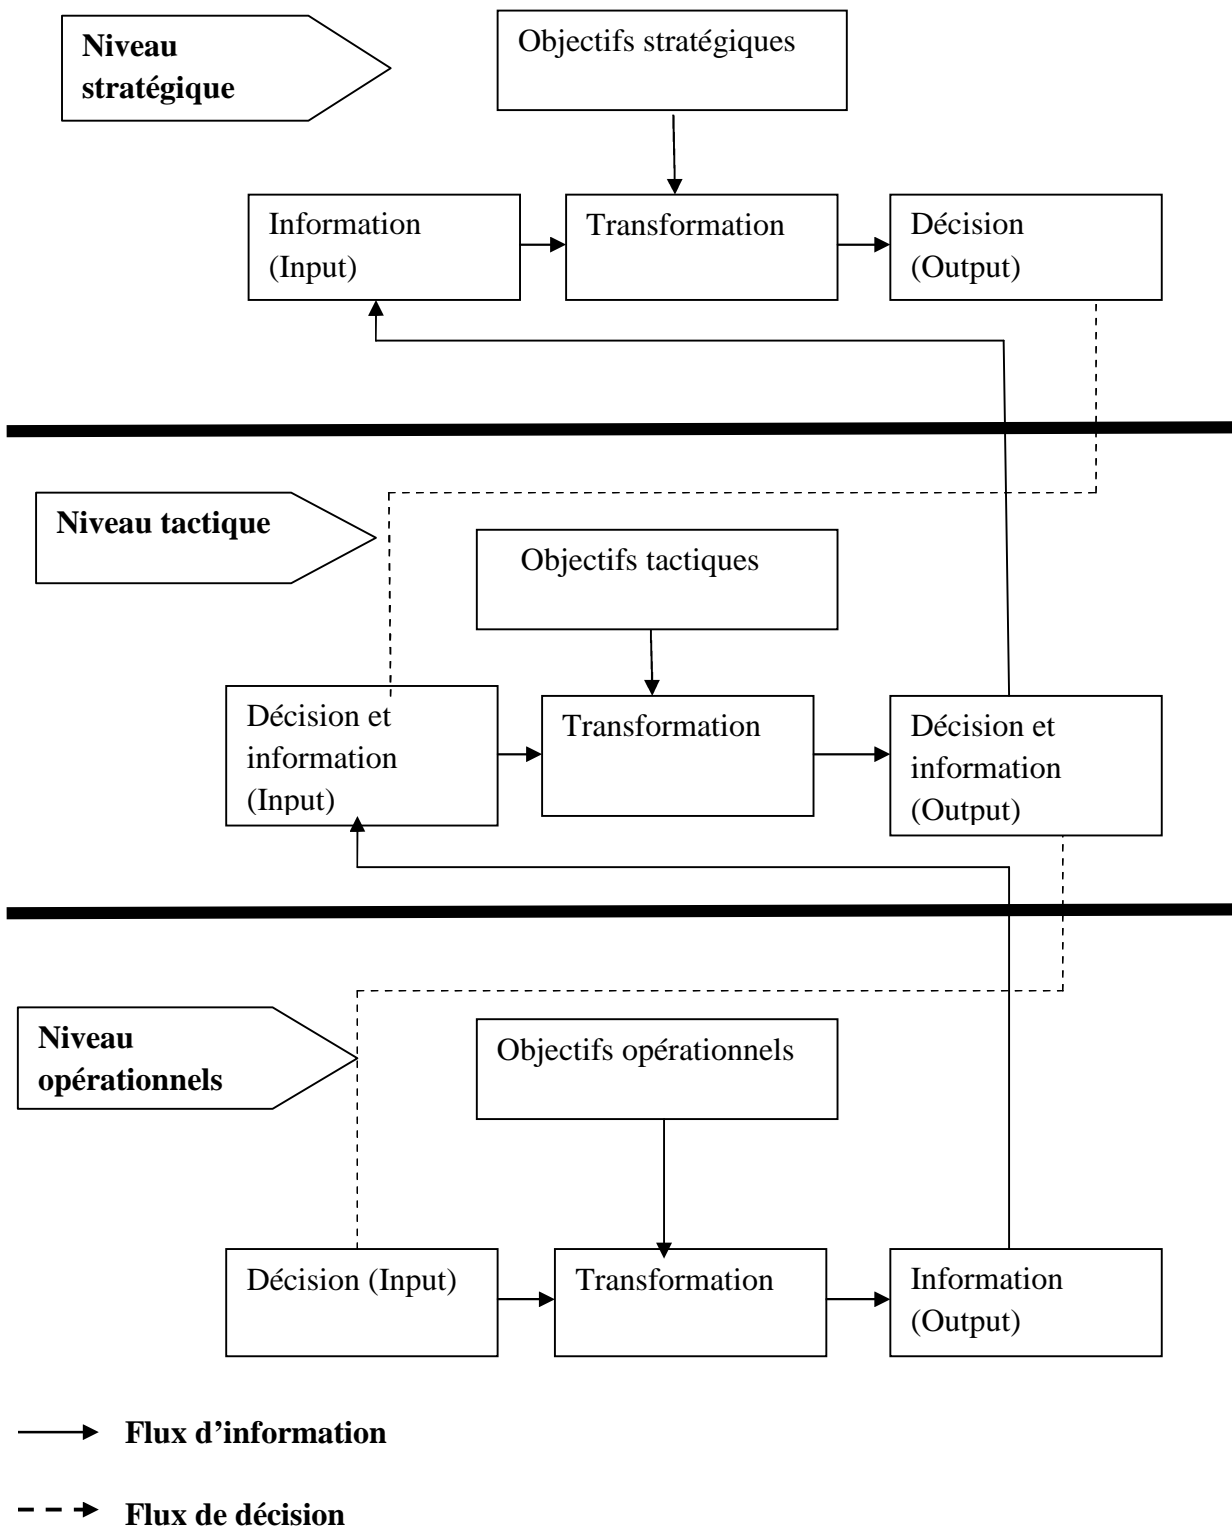 Niveau
stratégique
Objectifs stratégiques
Information
(Input)
Transformation
Décision
(Output)
Niveau tactique
Objectifs tactiques
Décision et
information
(Input)
Transformation
Décision et
information
(Output)
Niveau
opérationnels
Objectifs opérationnels
Décision (Input)
Transformation
Information
(Output)
Flux d’information
Flux de décision